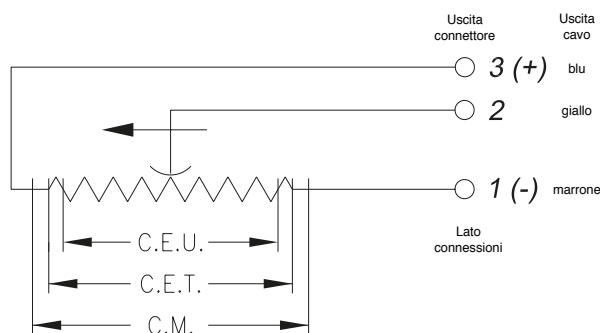 Uscita connettore
Uscita cavo
3 (+) blu
2 giallo
1 (-) marrone
Lato connessioni
C.E.U.
C.E.T.
C.M.